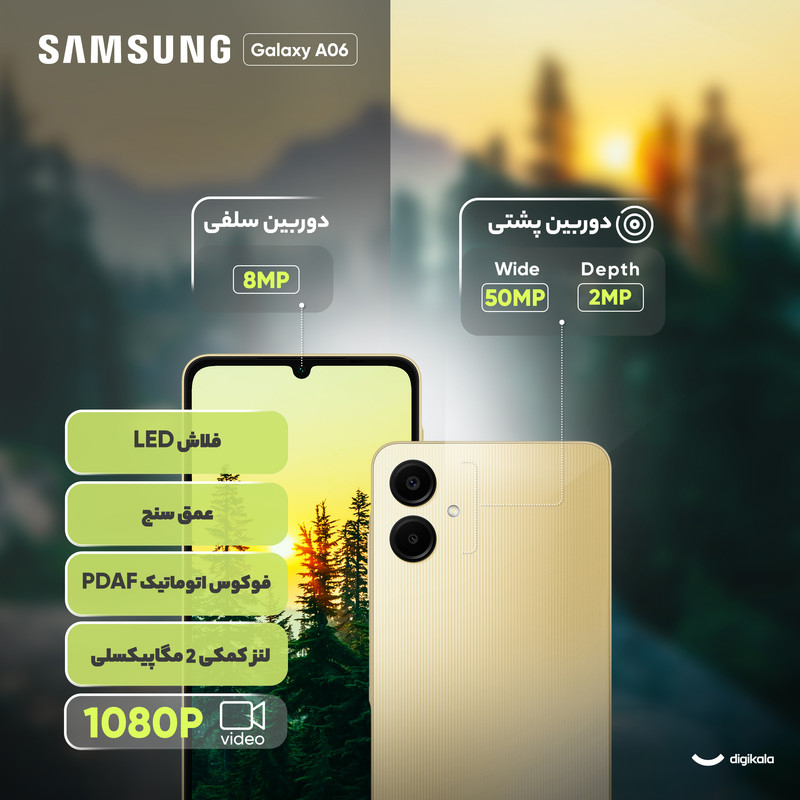 SAMSUNG Galaxy A06
دوربین پشتی
Wide Depth
50MP 2MP
دوربین سلفی
8MP
فلاش LED
عمق سنج
فوکوس اتوماتیک PDAF
لنز کمکی 2 مگاپیکسلی
1080P video
digikala